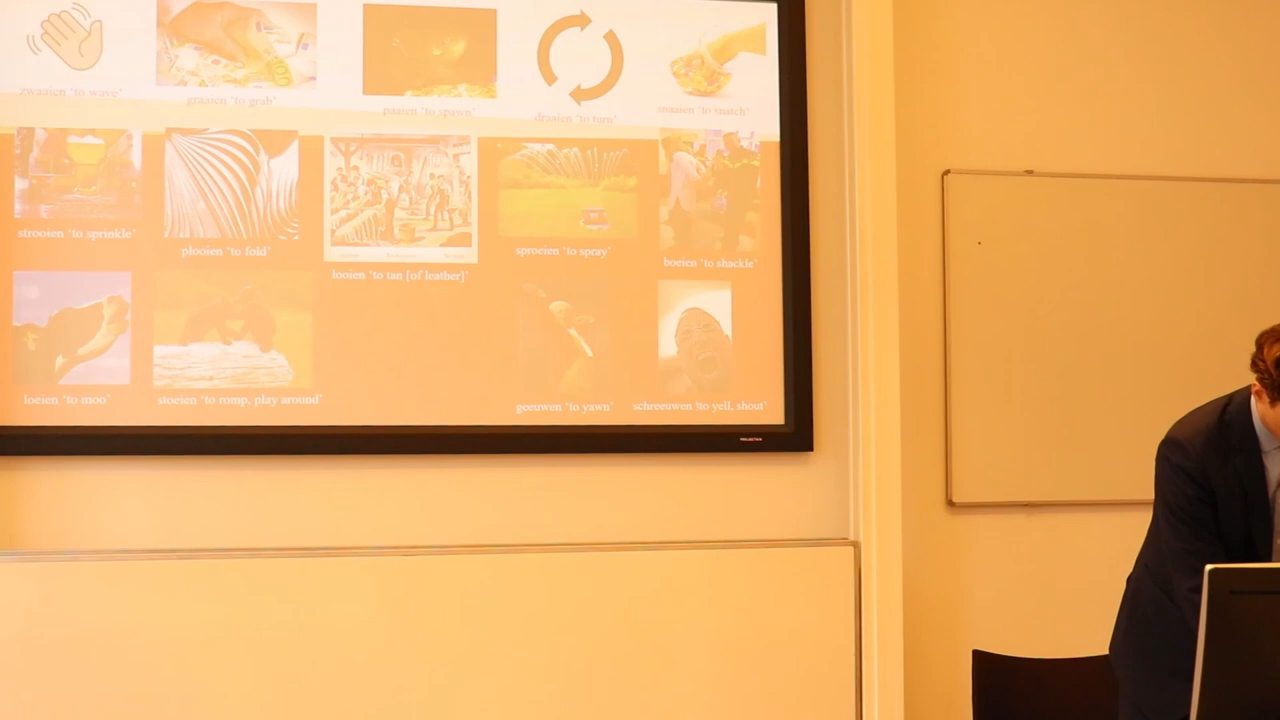 zwaaien 'to wave'
graaien 'to grab'
paaien 'to spawn'
draaien 'to turn'
snaaien 'to snatch'
strooien 'to sprinkle'
plooien 'to fold'
looien 'to tan [of leather]'
sproeien 'to spray'
boeien 'to shackle'
loeien 'to moo'
stoeien 'to romp, play around'
geeuwen 'to yawn'
schreeuwen 'to yell, shout'